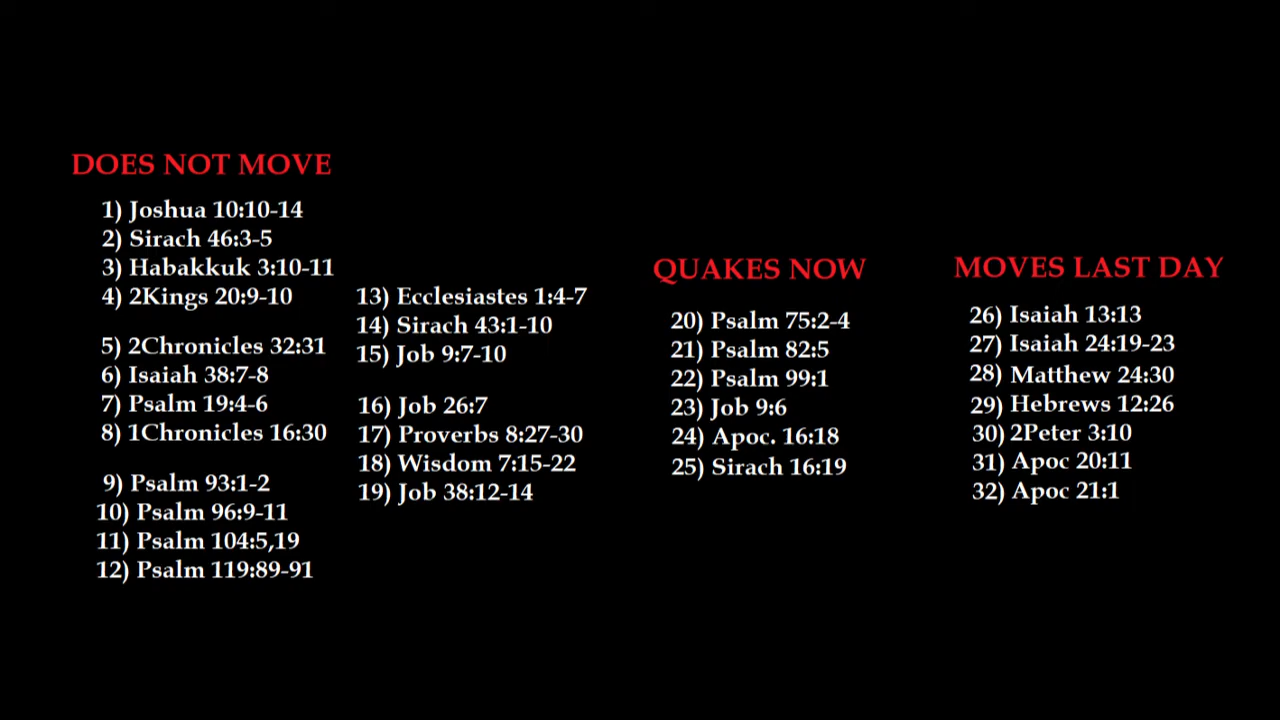 DOES NOT MOVE
1) Joshua 10:10-14
2) Sirach 46:3-5
3) Habakkuk 3:10-11
4) 2Kings 20:9-10
5) 2Chronicles 32:31
6) Isaiah 38:7-8
7) Psalm 19:4-6
8) 1Chronicles 16:30
9) Psalm 93:1-2
10) Psalm 96:9-11
11) Psalm 104:5,19
12) Psalm 119:89-91
13) Ecclesiastes 1:4-7
14) Sirach 43:1-10
15) Job 9:7-10
16) Job 26:7
17) Proverbs 8:27-30
18) Wisdom 7:15-22
19) Job 38:12-14
QUAKES NOW
20) Psalm 75:2-4
21) Psalm 82:5
22) Psalm 99:1
23) Job 9:6
24) Apoc. 16:18
25) Sirach 16:19
MOVES LAST DAY
26) Isaiah 13:13
27) Isaiah 24:19-23
28) Matthew 24:30
29) Hebrews 12:26
30) 2Peter 3:10
31) Apoc 20:11
32) Apoc 21:1